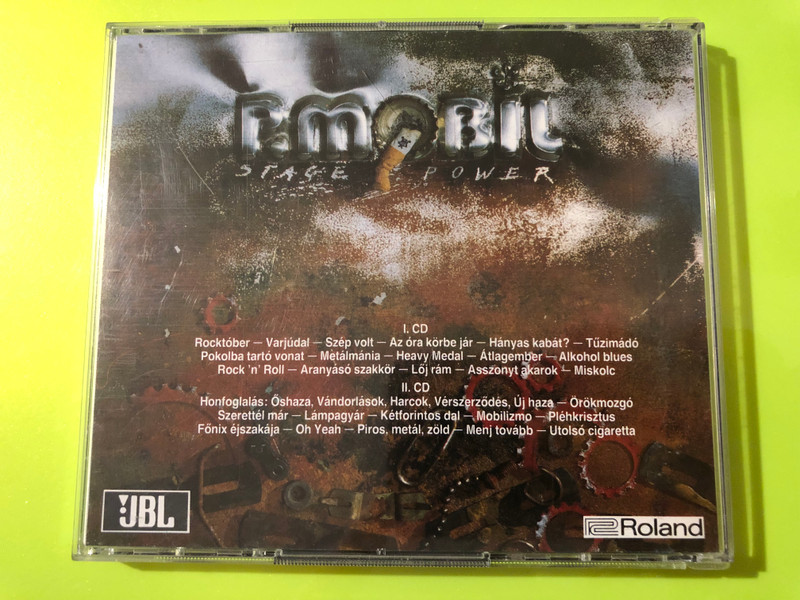 P. MOBIL
STAGE POWER
I. CD
Rocktóber – Varjúdal – Szép volt – Az óra körbe jár – Hányas kabát? – Tűzimádó
Pokolba tartó vonat – Metálmánia – Heavy Medal – Átlagember – Alkohol blues
Rock 'n' Roll – Aranyásó szakkör – Lőj rám – Asszonyt akarok – Miskolc
II. CD
Honfoglalás: Őshaza, Vándorlások, Harcok, Vérszerződés, Új haza – Örökmozgó
Szerettél már – Lámpagyár – Kétforintos dal – Mobilizmo – Pléhkrisztus
Főnix éjszakája – Oh Yeah – Piros, metál, zöld – Menj tovább – Utolsó cigaretta
JBL
Roland